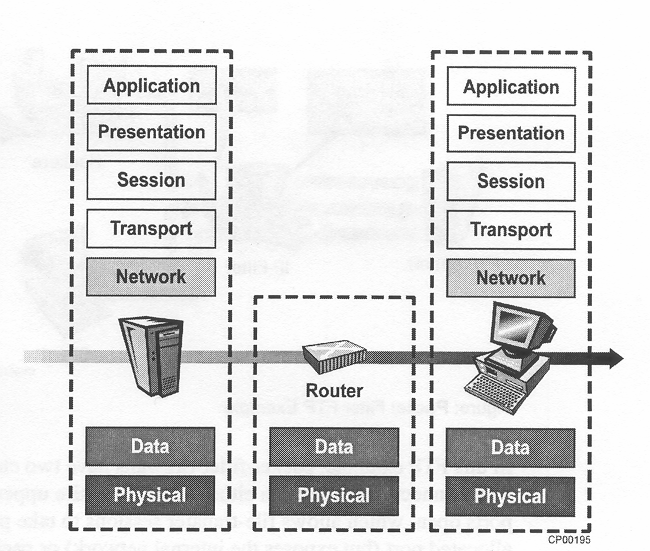 Application
Presentation
Session
Transport
Network
Data
Physical
Router
Data
Physical
Application
Presentation
Session
Transport
Network
Data
Physical
CP00195